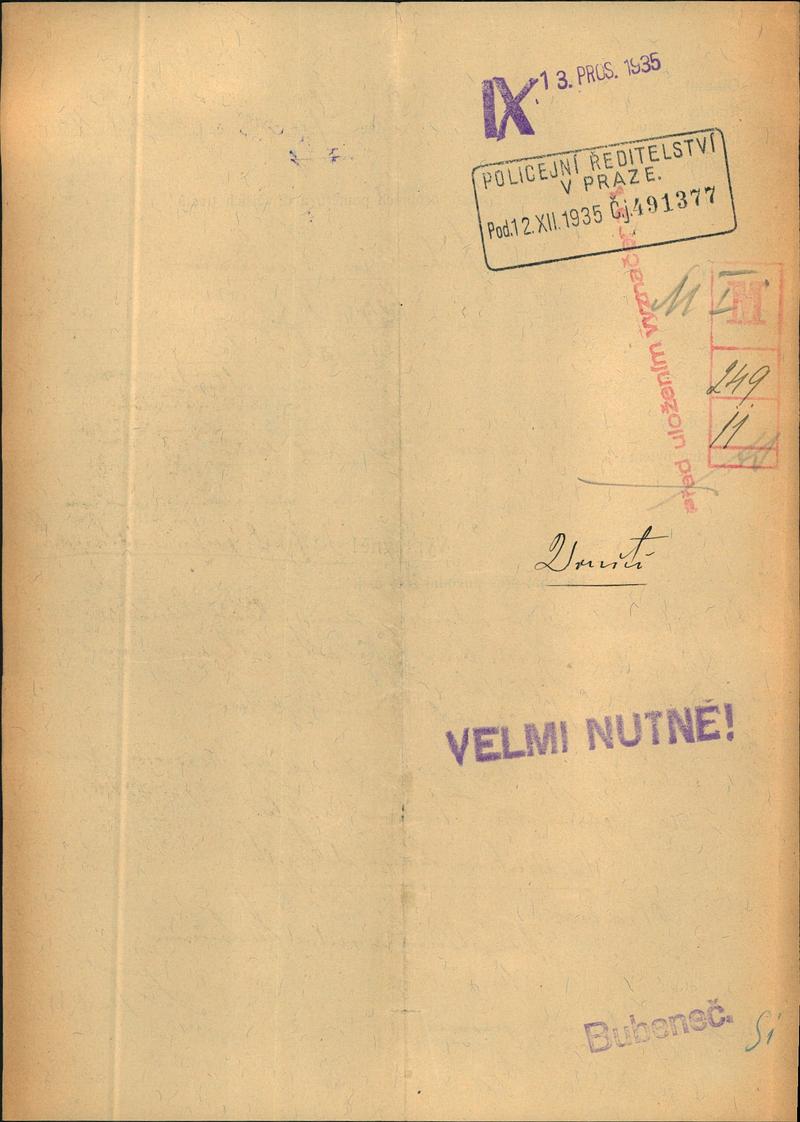 IX
13. PROS. 1935
POLICEJNÍ ŘEDITELSTVÍ
V PRAZE.
Pod.12.XII.1935 Čj.491377
před uložením vyznačer
M I
M
249
11
VELMI NUTNÉ!
Bubeneč.